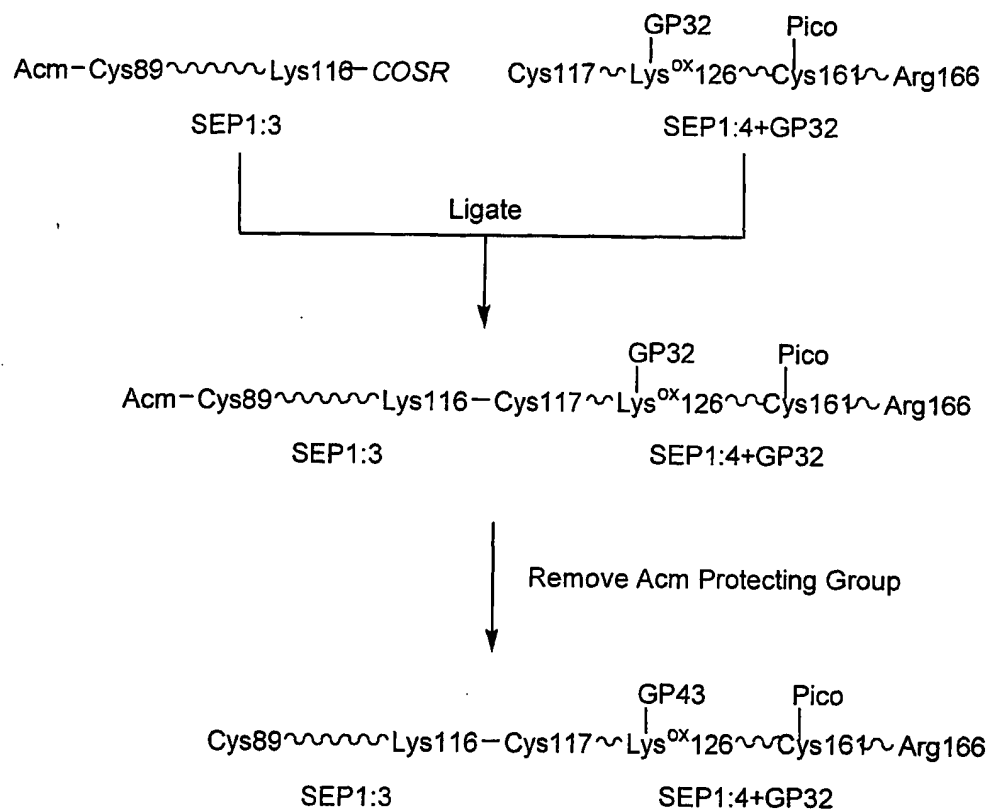 GP32 Pico
Acm–Cys89 Lys116–COSR Cys117~Lys^ox126~Cys161~Arg166
SEP1:3 SEP1:4+GP32
Ligate
GP32 Pico
Acm–Cys89 Lys116–Cys117~Lys^ox126~Cys161~Arg166
SEP1:3 SEP1:4+GP32
Remove Acm Protecting Group
GP43 Pico
Cys89 Lys116–Cys117~Lys^ox126~Cys161~Arg166
SEP1:3 SEP1:4+GP32